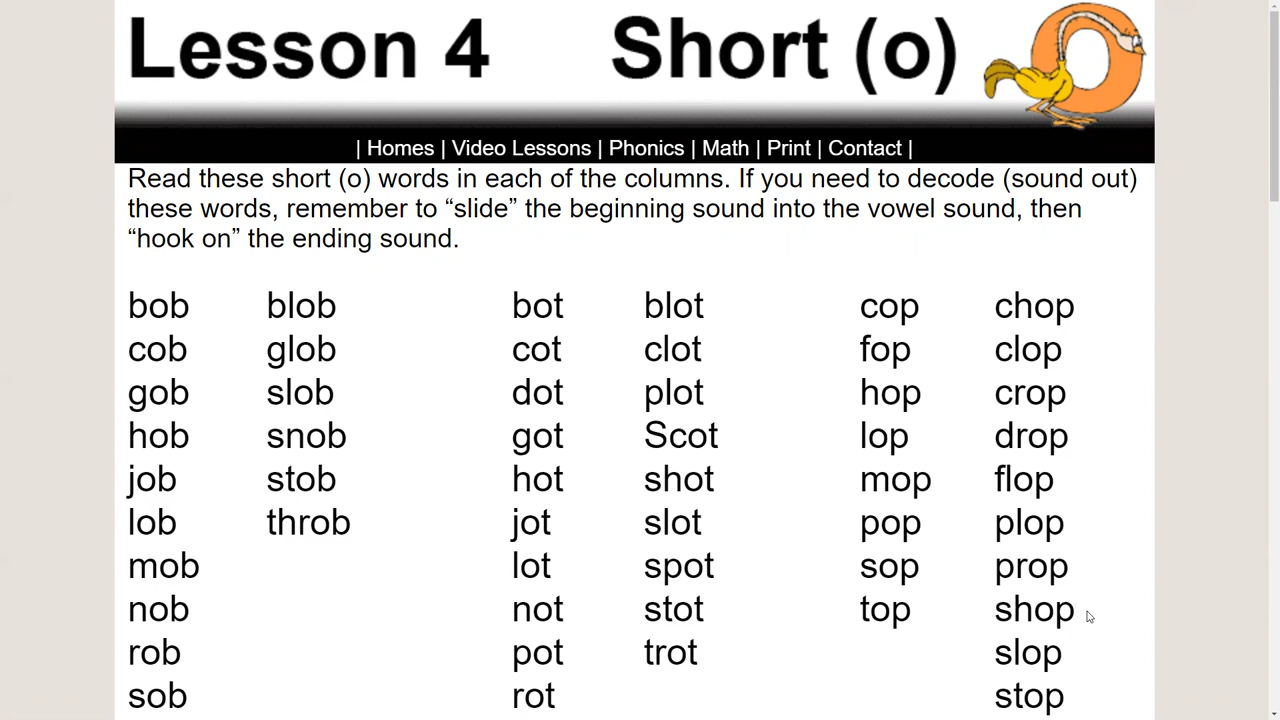 Lesson 4 Short (o)
| Homes | Video Lessons | Phonics | Math | Print | Contact |
Read these short (o) words in each of the columns. If you need to decode (sound out)
these words, remember to “slide” the beginning sound into the vowel sound, then
“hook on” the ending sound.
bob blob bot blot cop chop
cob glob cot clot fop clop
gob slob dot plot hop crop
hob snob got Scot lop drop
job stob hot shot mop flop
lob throb jot slot pop plop
mob lot spot sop prop
nob not stot top shop
rob pot trot slop
sob rot stop